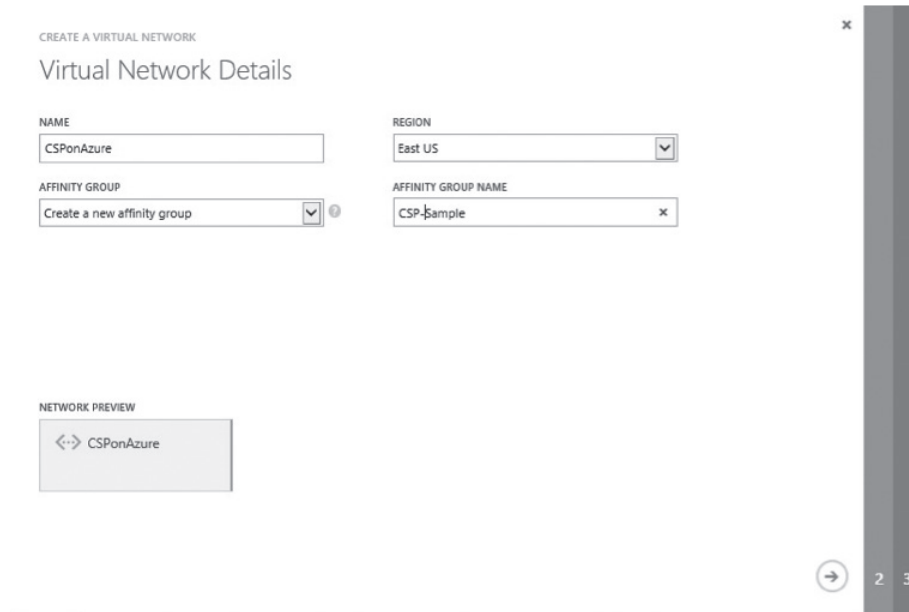 CREATE A VIRTUAL NETWORK
Virtual Network Details
NAME
CSPonAzure
REGION
East US
AFFINITY GROUP
Create a new affinity group
AFFINITY GROUP NAME
CSP-Sample
NETWORK PREVIEW
CSPonAzure
2 3